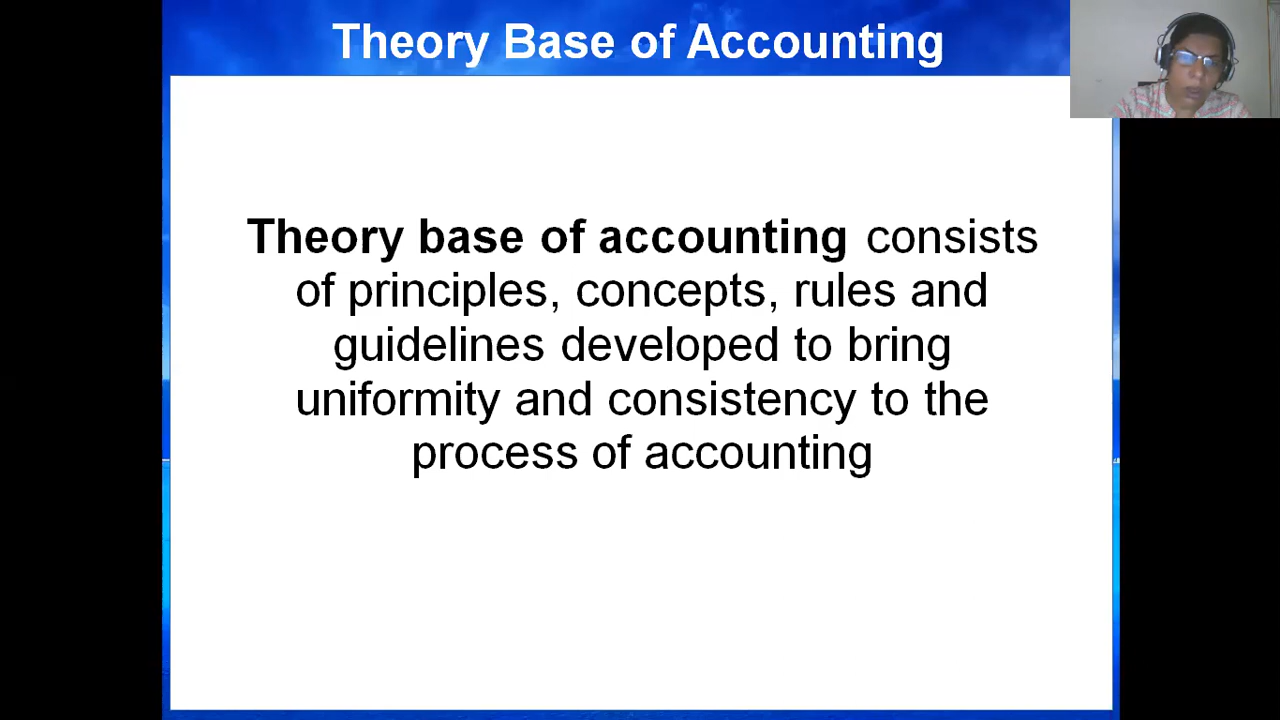 Theory Base of Accounting
Theory base of accounting consists
of principles, concepts, rules and
guidelines developed to bring
uniformity and consistency to the
process of accounting